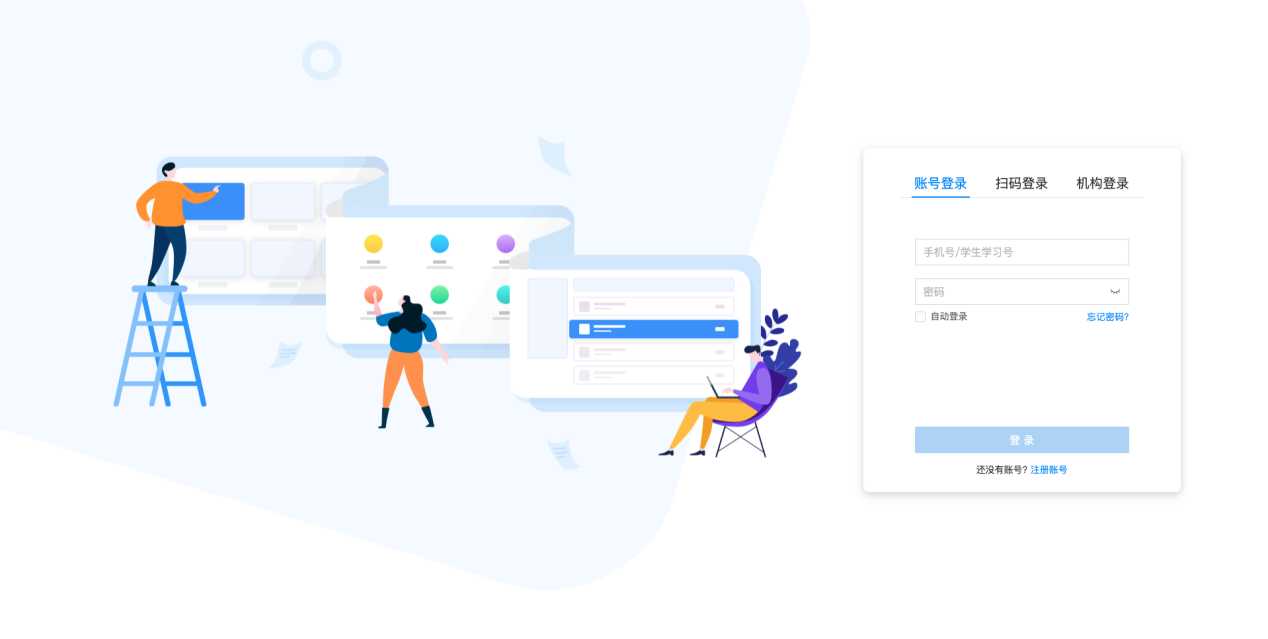 账号登录 扫码登录 机构登录
手机号/学生学习号
密码
自动登录 忘记密码?
登 录
还没有账号? 注册账号